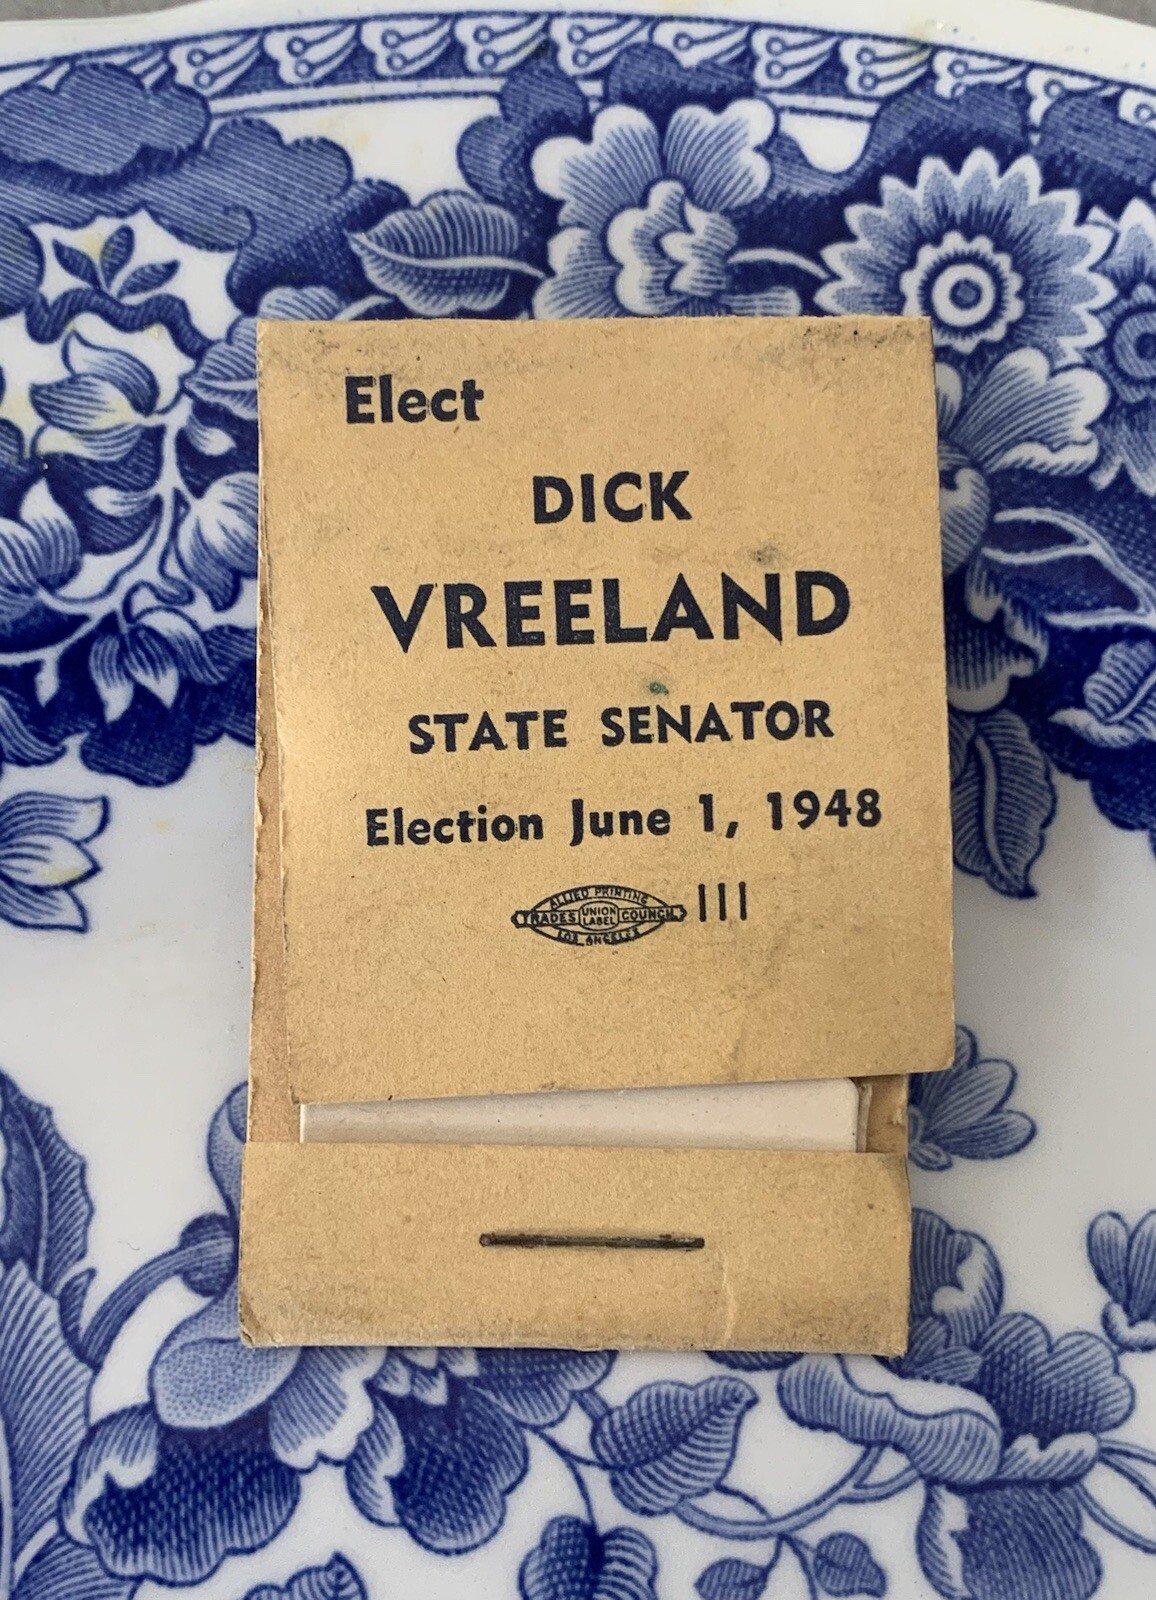 Elect
DICK
VREELAND
STATE SENATOR
Election June 1, 1948
ALLIED PRINTING
TRADES UNION LABEL COUNCIL
LOS ANGELES
111